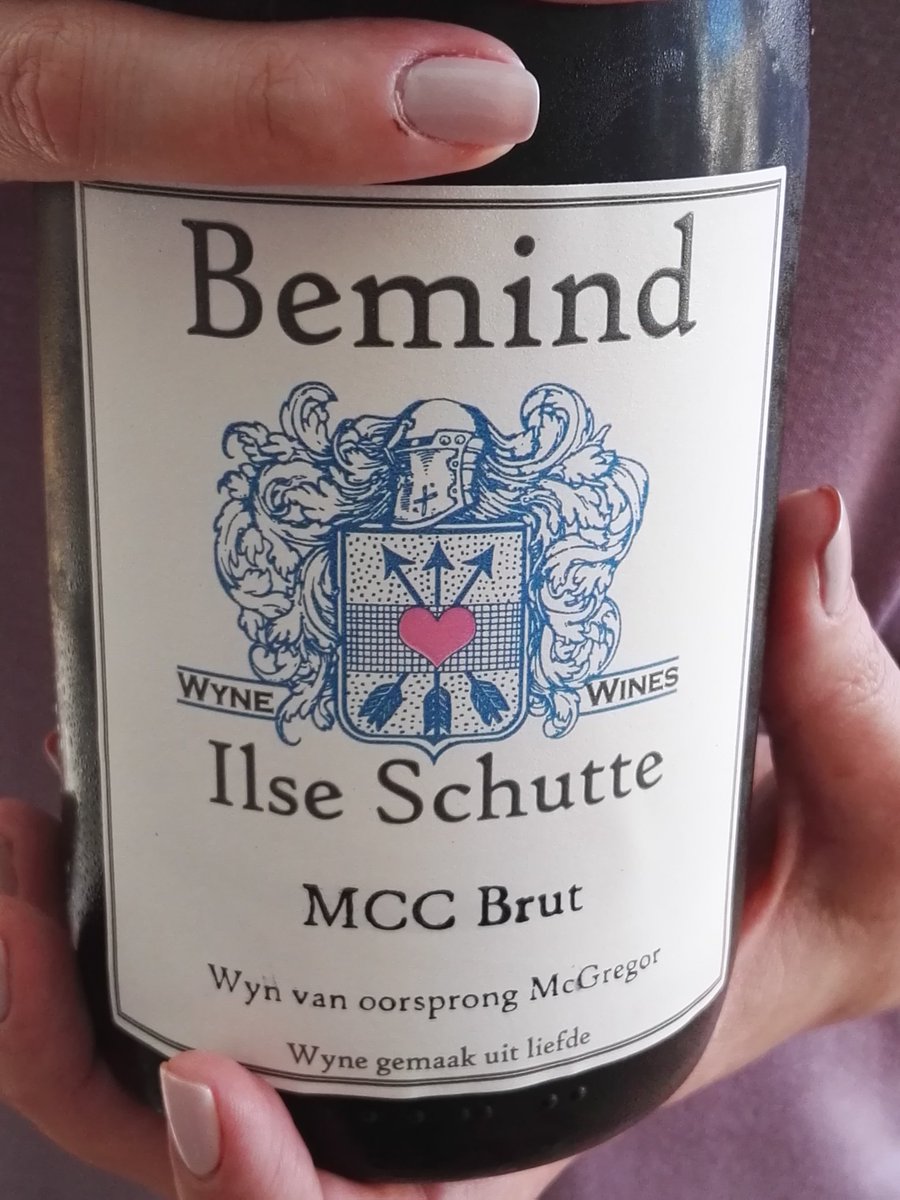 Bemind
WYNE WINES
Ilse Schutte
MCC Brut
Wyn van oorsprong McGregor
Wyne gemaak uit liefde